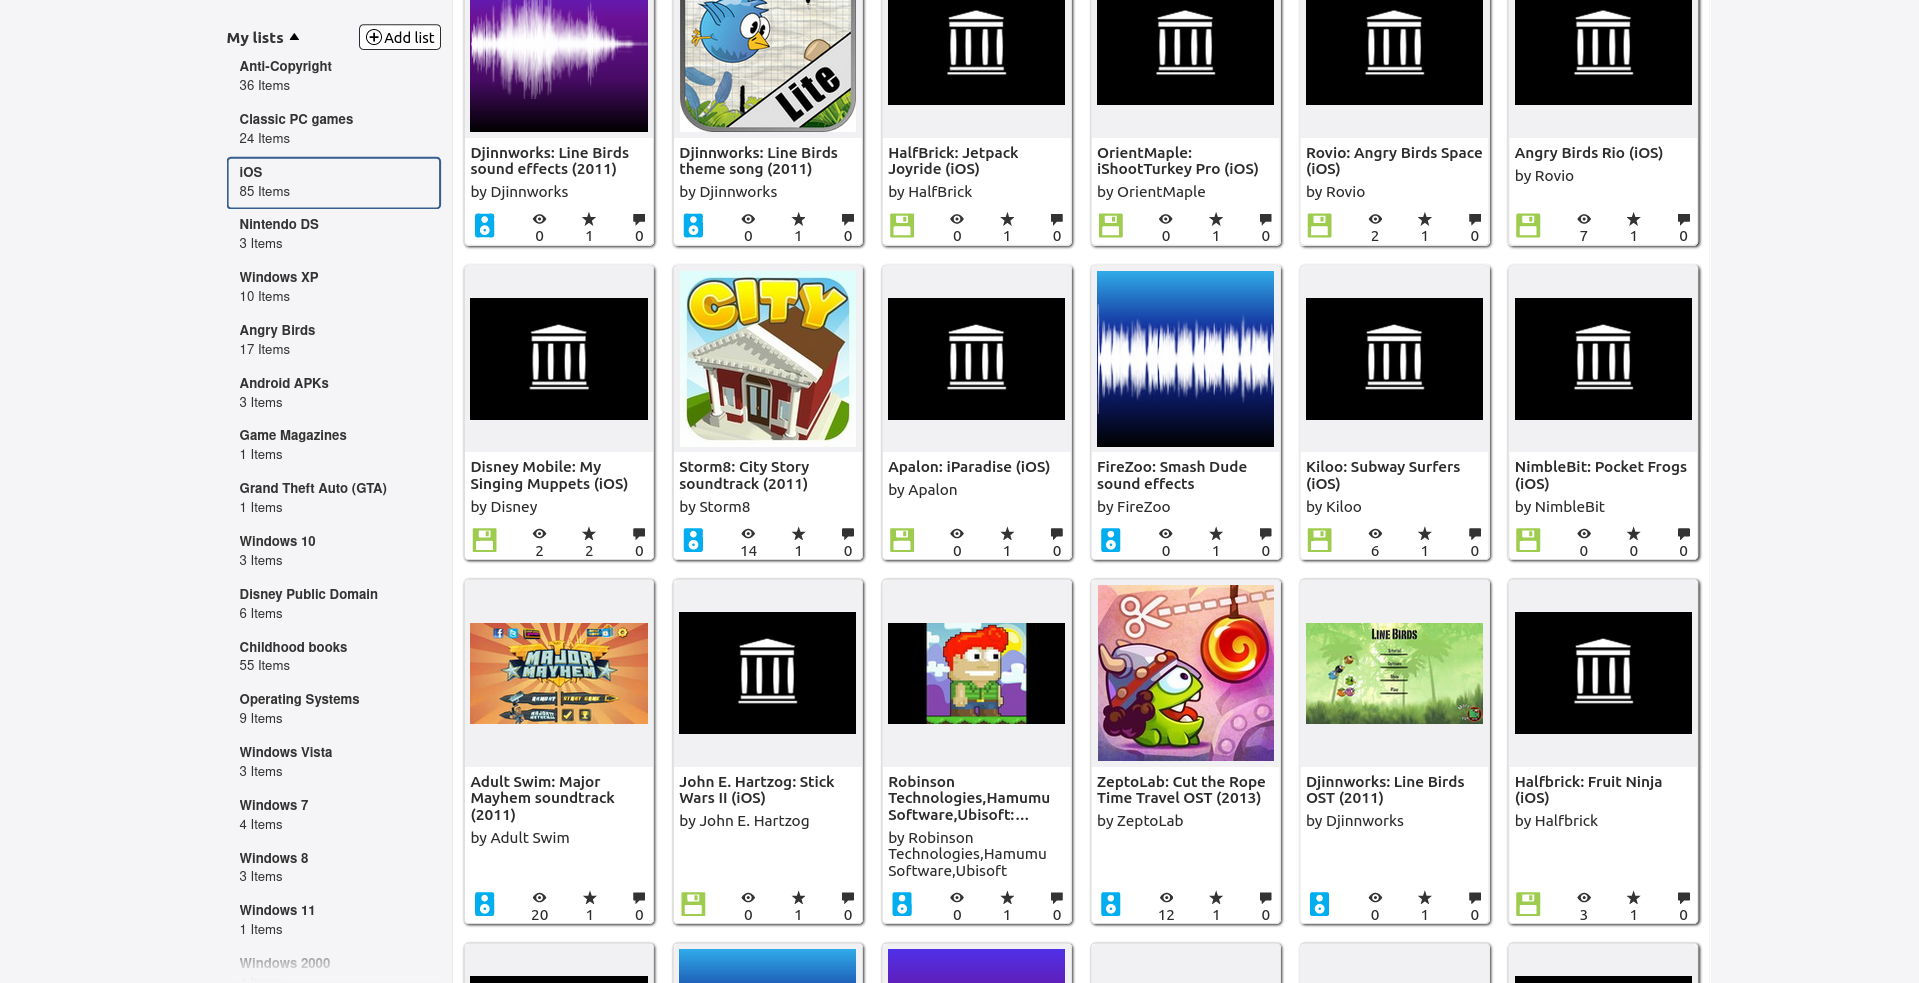 My lists
Add list
Anti-Copyright
36 Items
Classic PC games
24 Items
iOS
85 Items
Nintendo DS
3 Items
Windows XP
10 Items
Angry Birds
17 Items
Android APKs
3 Items
Game Magazines
1 Items
Grand Theft Auto (GTA)
1 Items
Windows 10
3 Items
Disney Public Domain
6 Items
Childhood books
55 Items
Operating Systems
9 Items
Windows Vista
3 Items
Windows 7
4 Items
Windows 8
3 Items
Windows 11
1 Items
Windows 2000
Djinnworks: Line Birds
sound effects (2011)
by Djinnworks
0 1 0
Lite
Djinnworks: Line Birds
theme song (2011)
by Djinnworks
0 1 0
HalfBrick: Jetpack
Joyride (iOS)
by HalfBrick
0 1 0
OrientMaple:
iShootTurkey Pro (iOS)
by OrientMaple
0 1 0
Rovio: Angry Birds Space
(iOS)
by Rovio
2 1 0
Angry Birds Rio (iOS)
by Rovio
7 1 0
Disney Mobile: My
Singing Muppets (iOS)
by Disney
2 2 0
CITY
Storm8: City Story
soundtrack (2011)
by Storm8
14 1 0
Apalon: iParadise (iOS)
by Apalon
0 1 0
FireZoo: Smash Dude
sound effects
by FireZoo
0 1 0
Kiloo: Subway Surfers
(iOS)
by Kiloo
6 1 0
NimbleBit: Pocket Frogs
(iOS)
by NimbleBit
0 0 0
MAJOR
MAYHEM
Adult Swim: Major
Mayhem soundtrack
(2011)
by Adult Swim
20 1 0
John E. Hartzog: Stick
Wars II (iOS)
by John E. Hartzog
0 1 0
Robinson
Technologies,Hamumu
Software,Ubisoft:...
by Robinson
Technologies,Hamumu
Software,Ubisoft
0 1 0
ZeptoLab: Cut the Rope
Time Travel OST (2013)
by ZeptoLab
12 1 0
LINE BIRDS
Djinnworks: Line Birds
OST (2011)
by Djinnworks
0 1 0
Halfbrick: Fruit Ninja
(iOS)
by Halfbrick
3 1 0